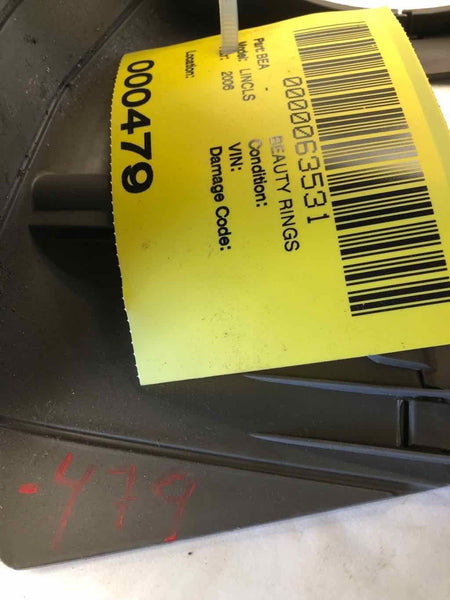 0000063531
BEAUTY RINGS
Part: BEA
Model: LINCLS
2006
Condition:
VIN:
Damage Code:
Location:
000479
479